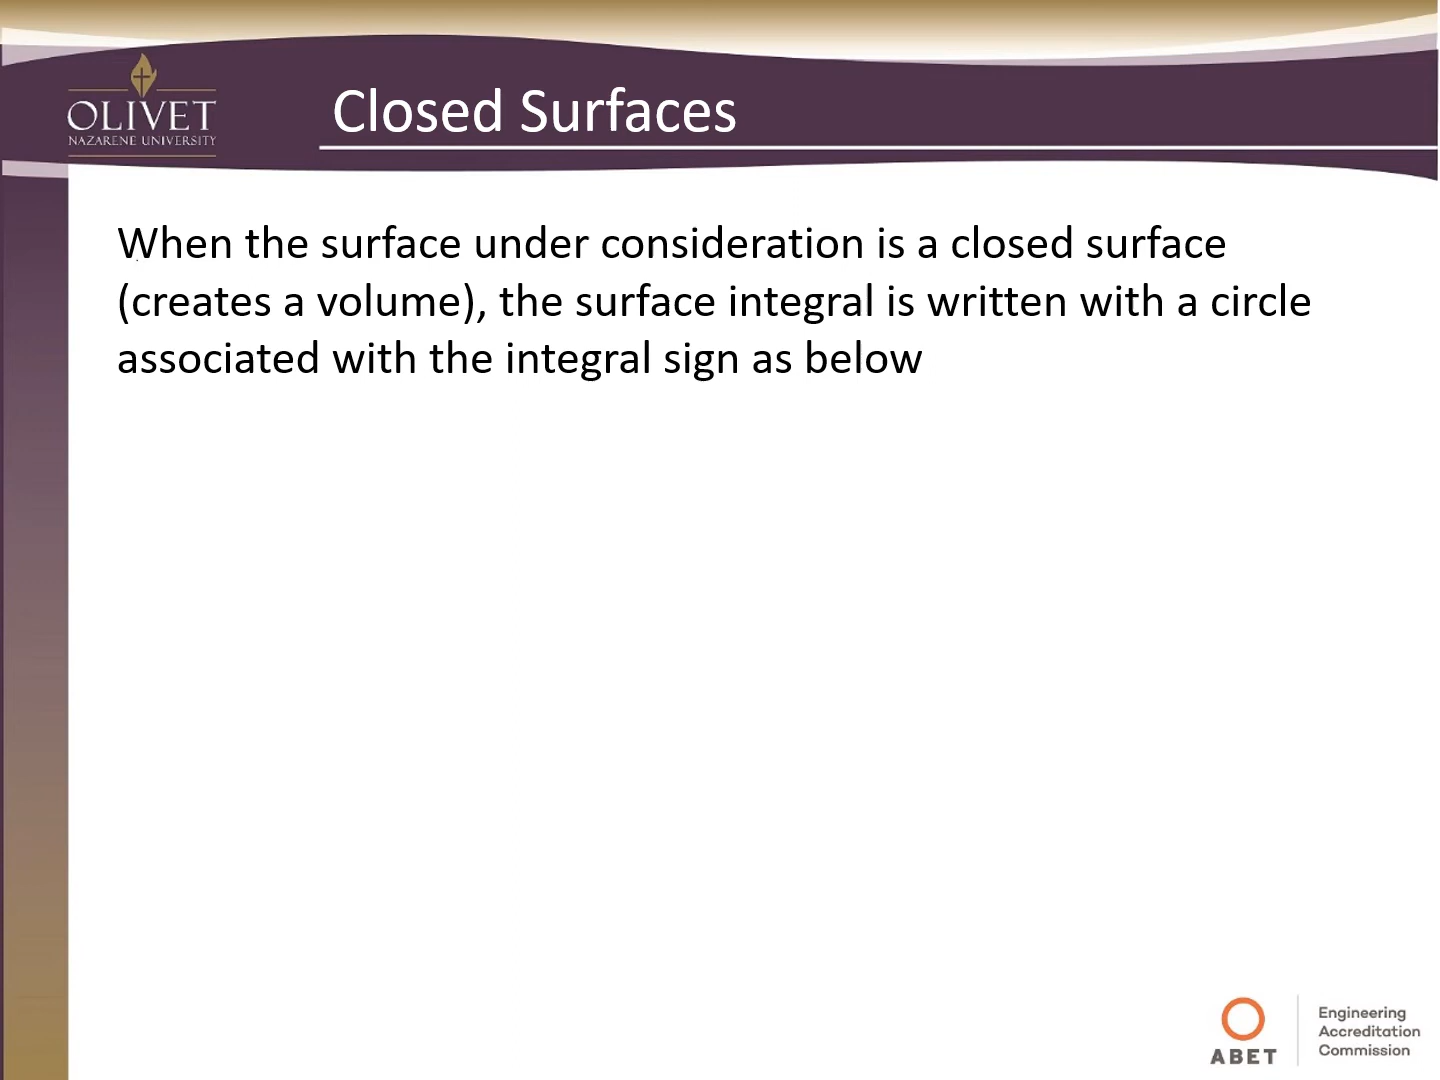 OLIVET
NAZARENE UNIVERSITY
Closed Surfaces
When the surface under consideration is a closed surface
(creates a volume), the surface integral is written with a circle
associated with the integral sign as below
ABET
Engineering
Accreditation
Commission